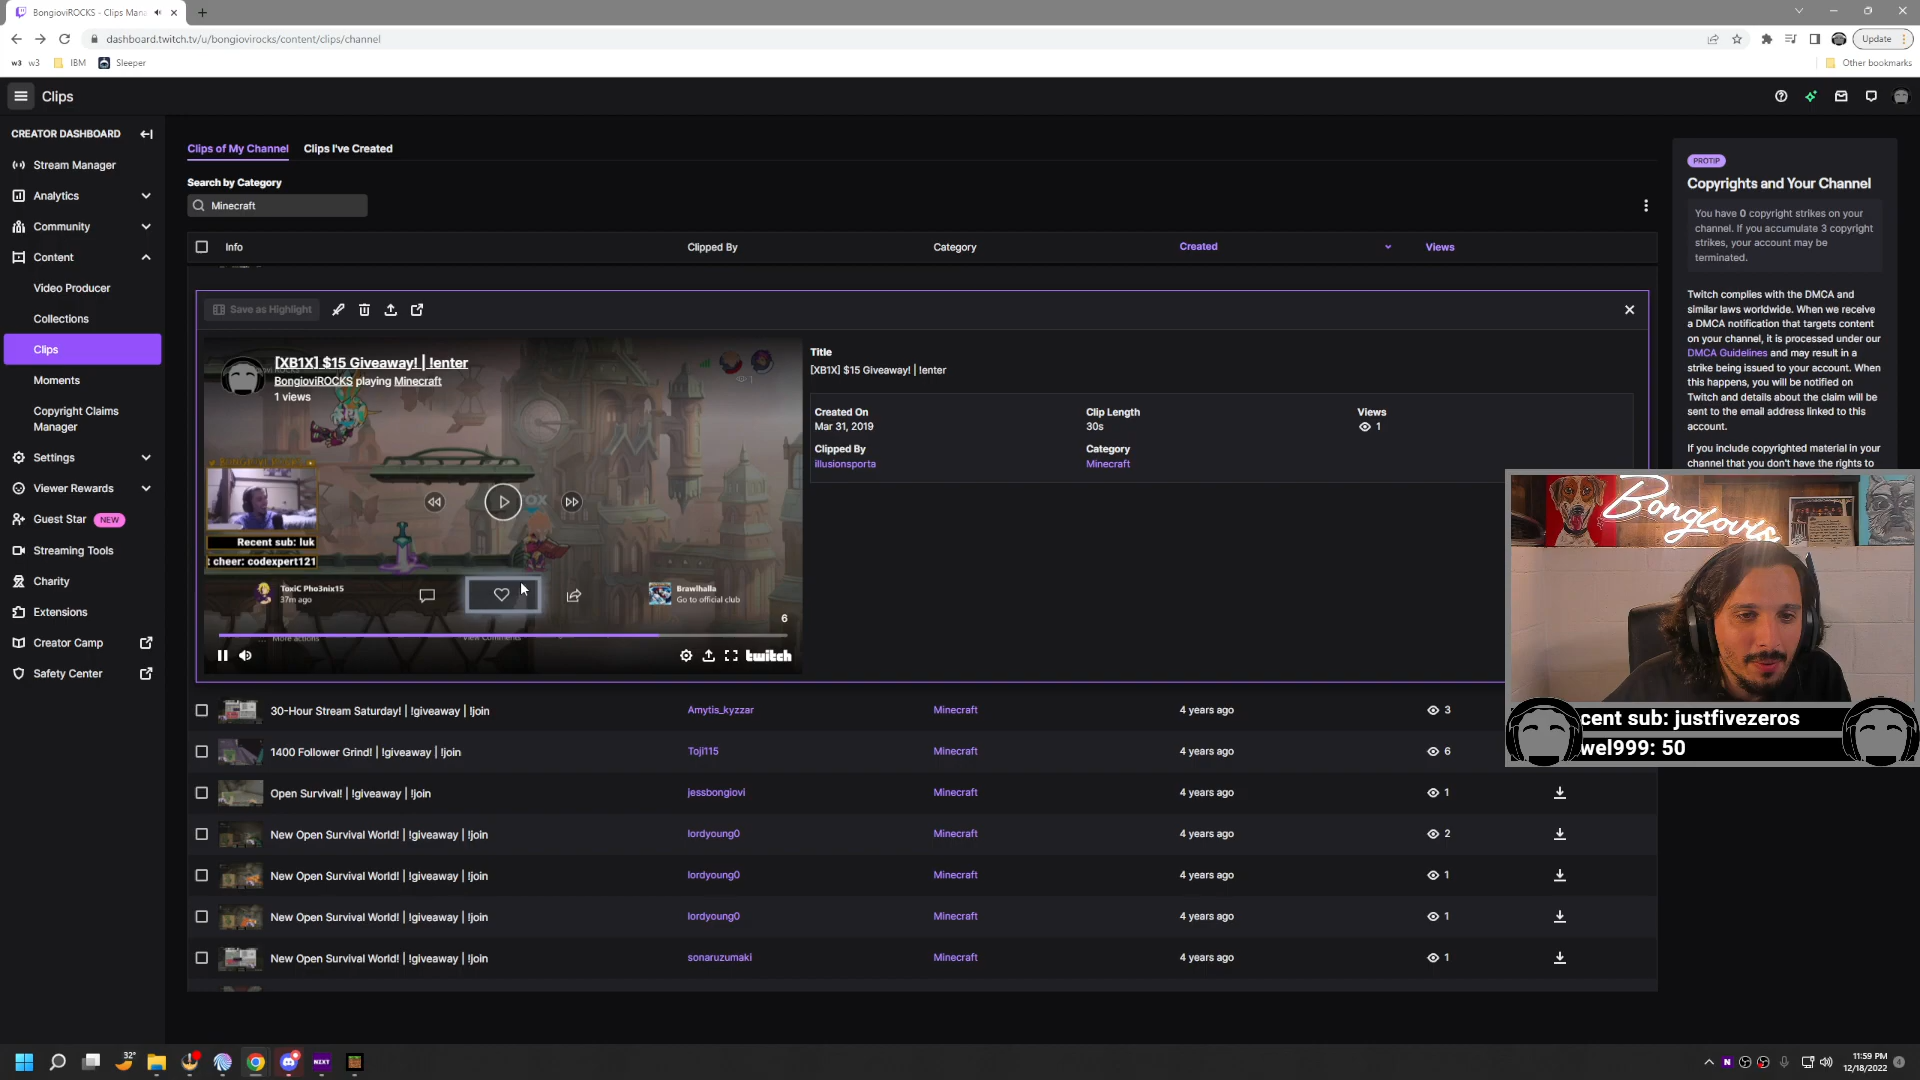 BongioviROCKS - Clips Mana
dashboard.twitch.tv/u/bongiovirocks/content/clips/channel
Update
w3 w3 IBM Sleeper
Other bookmarks
Clips
CREATOR DASHBOARD
Stream Manager
Analytics
Community
Content
Video Producer
Collections
Clips
Moments
Copyright Claims
Manager
Settings
Viewer Rewards
Guest Star NEW
Streaming Tools
Charity
Extensions
Creator Camp
Safety Center
Clips of My Channel Clips I've Created
Search by Category
Minecraft
Info Clipped By Category Created Views
Save as Highlight
[XB1X] $15 Giveaway! | !enter
BongioviROCKS playing Minecraft
1 views
Recent sub: luk
t cheer: codexpert121
ToxiC Pho3nix15
37m ago
Brawlhalla
Go to official club
6
More actions
View Comments
twitch
Title
[XB1X] $15 Giveaway! | !enter
Created On Clip Length Views
Mar 31, 2019 30s 1
Clipped By Category
illusionsporta Minecraft
30-Hour Stream Saturday! | !giveaway | !join Amytis_kyzzar Minecraft 4 years ago 3
1400 Follower Grind! | !giveaway | !join Toji115 Minecraft 4 years ago 6
Open Survival! | !giveaway | !join jessbongiovi Minecraft 4 years ago 1
New Open Survival World! | !giveaway | !join lordyoung0 Minecraft 4 years ago 2
New Open Survival World! | !giveaway | !join lordyoung0 Minecraft 4 years ago 1
New Open Survival World! | !giveaway | !join lordyoung0 Minecraft 4 years ago 1
New Open Survival World! | !giveaway | !join sonaruzumaki Minecraft 4 years ago 1
PROTIP
Copyrights and Your Channel
You have 0 copyright strikes on your
channel. If you accumulate 3 copyright
strikes, your account may be
terminated.
Twitch complies with the DMCA and
similar laws worldwide. When we receive
a DMCA notification that targets content
on your channel, it is processed under our
DMCA Guidelines and may result in a
strike being issued to your account. When
this happens, you will be notified on
Twitch and details about the claim will be
sent to the email address linked to this
account.
If you include copyrighted material in your
channel that you don't have the rights to
Bongiovis
cent sub: justfivezeros
wel999: 50
32°
NZXT
11:59 PM
12/18/2022
4